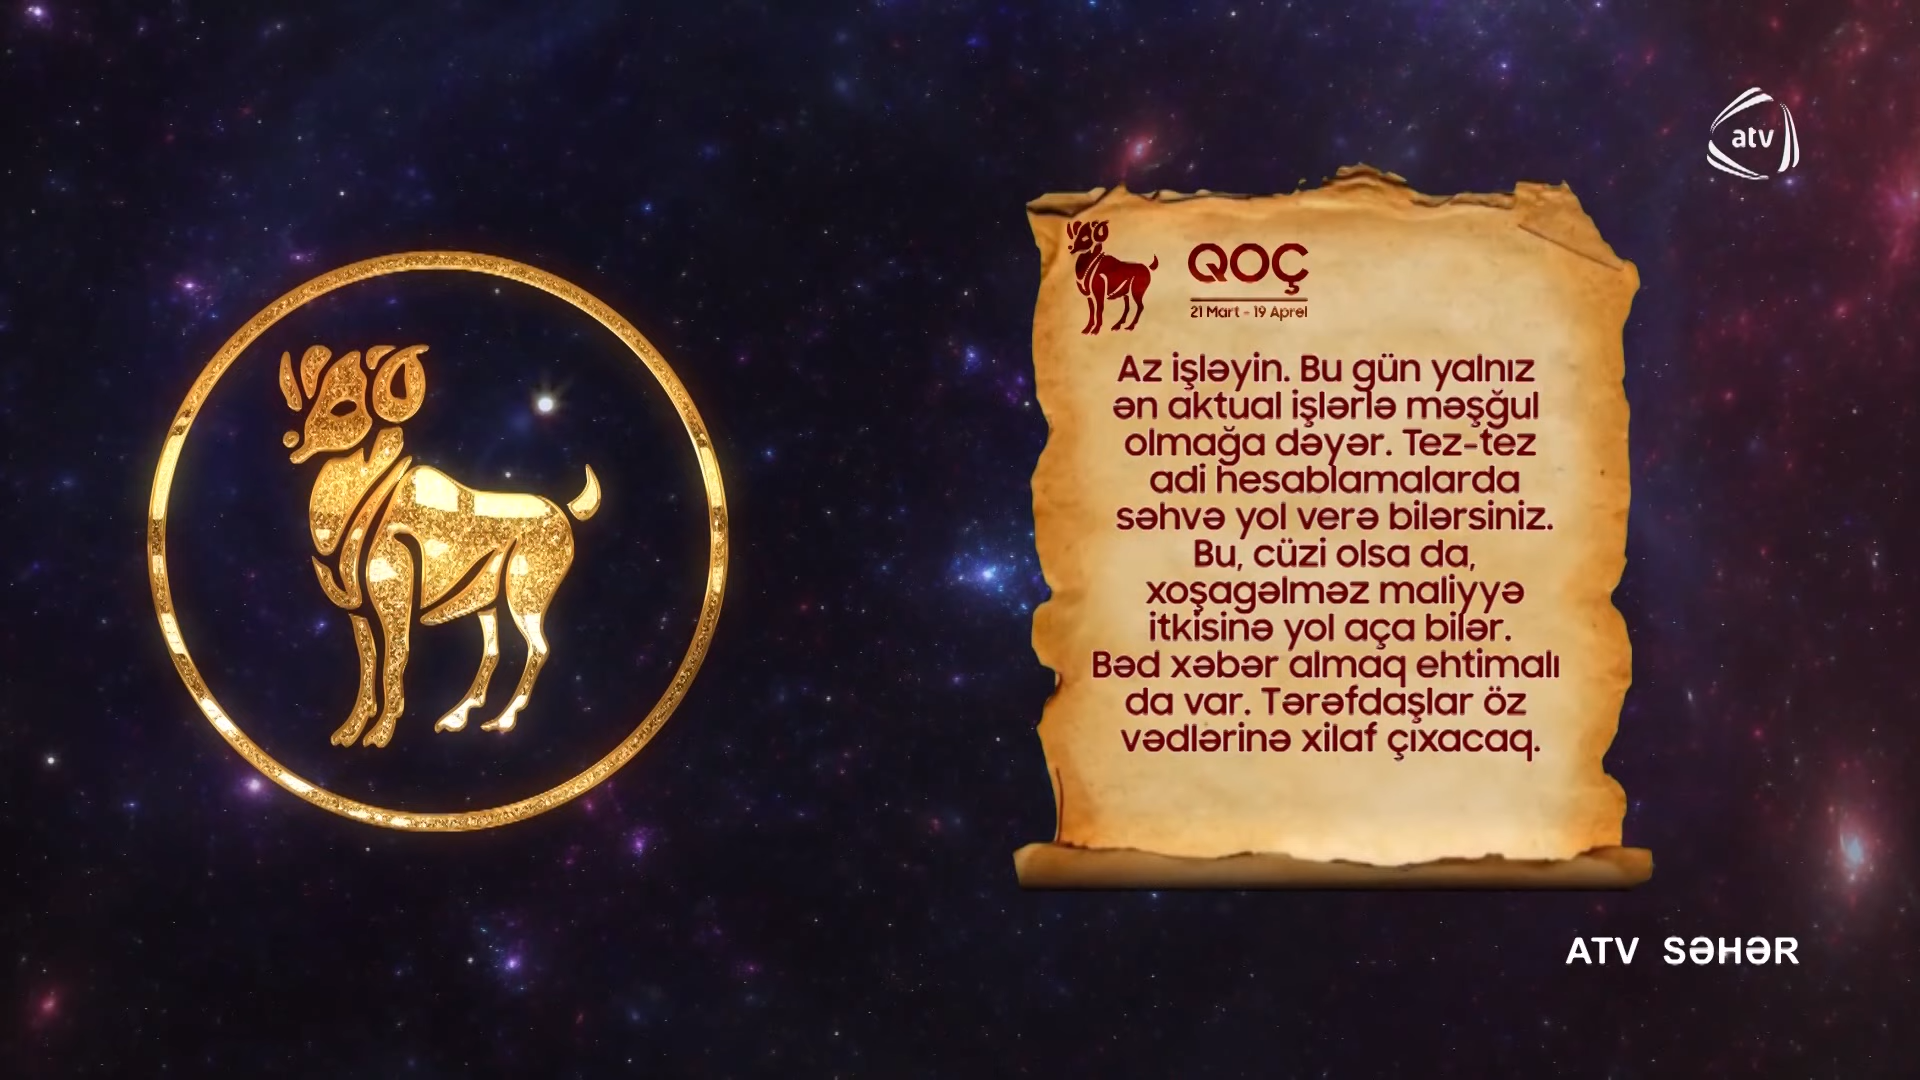 atv
QOÇ
21 Mart - 19 Aprel
Az işləyin. Bu gün yalnız
ən aktual işlərlə məşğul
olmağa dəyər. Tez-tez
adi hesablamalarda
səhvə yol verə bilərsiniz.
Bu, cüzi olsa da,
xoşagəlməz maliyyə
itkisinə yol aça bilər.
Bəd xəbər almaq ehtimalı
da var. Tərəfdaşlar öz
vədlərinə xilaf çıxacaq.
ATV SƏHƏR